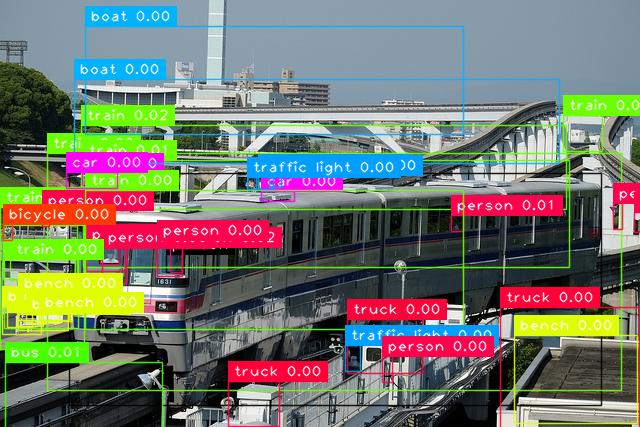 boat 0.00
boat 0.00
train 0.0
train 0.02
train 0.01
car 0.00
traffic light 0.00
train 0.00
car 0.00
train
person 0.00
person 0.01
bicycle 0.00
person 0.00
train 0.00
1631
bench 0.00
bench 0.00
truck 0.00
truck 0.00
traffic light 0.00
bench 0.00
person 0.00
bus 0.01
truck 0.00